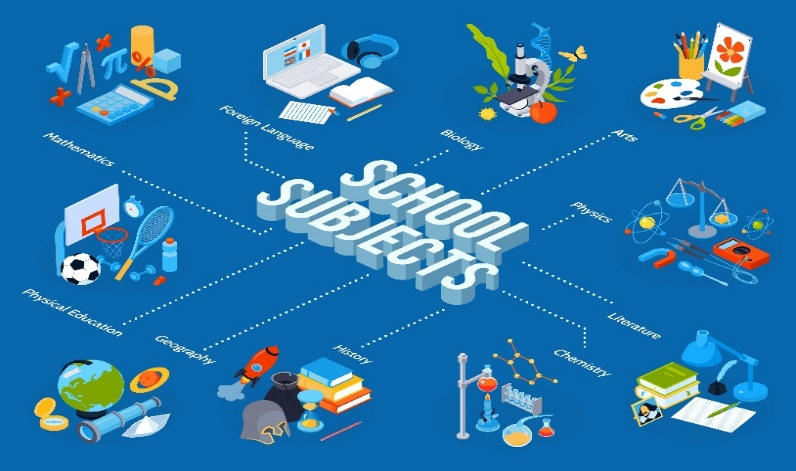 Mathematics
Foreign Language
Biology
Arts
SCHOOL
SUBJECTS
Physics
Physical Education
Geography
History
Chemistry
Literature